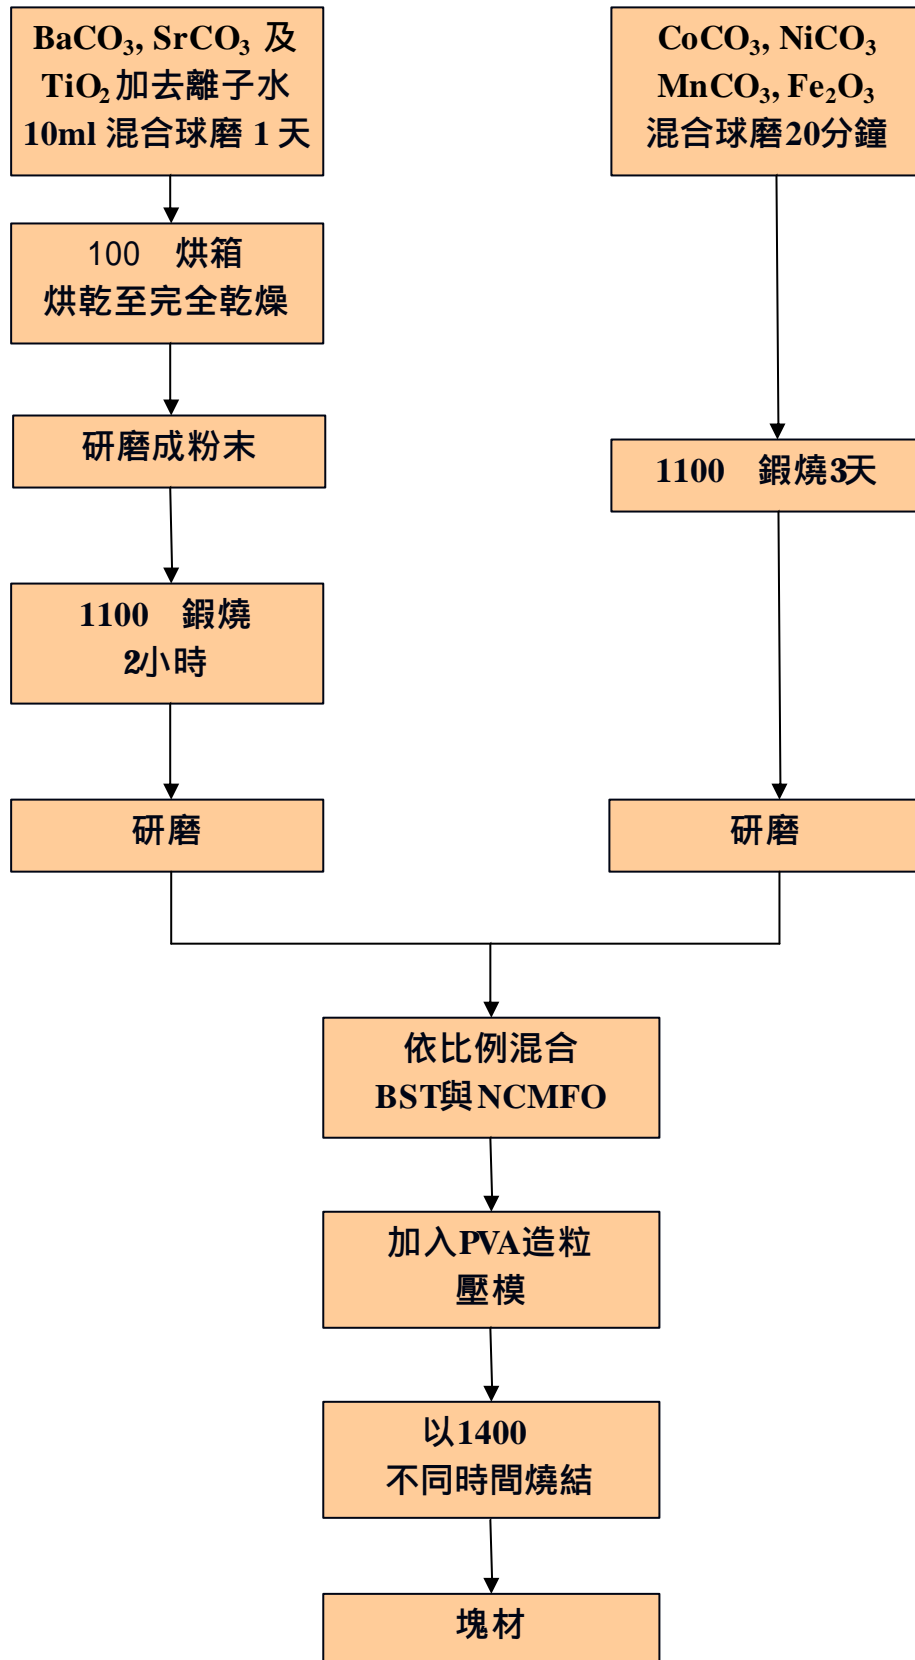 BaCO₃, SrCO₃ 及
TiO₂ 加去離子水
10ml 混合球磨 1 天
100 烘箱
烘乾至完全乾燥
研磨成粉末
1100 鍛燒
2小時
研磨
CoCO₃, NiCO₃
MnCO₃, Fe₂O₃
混合球磨20分鐘
1100 鍛燒3天
研磨
依比例混合
BST與NCMFO
加入PVA造粒
壓模
以1400
不同時間燒結
塊材